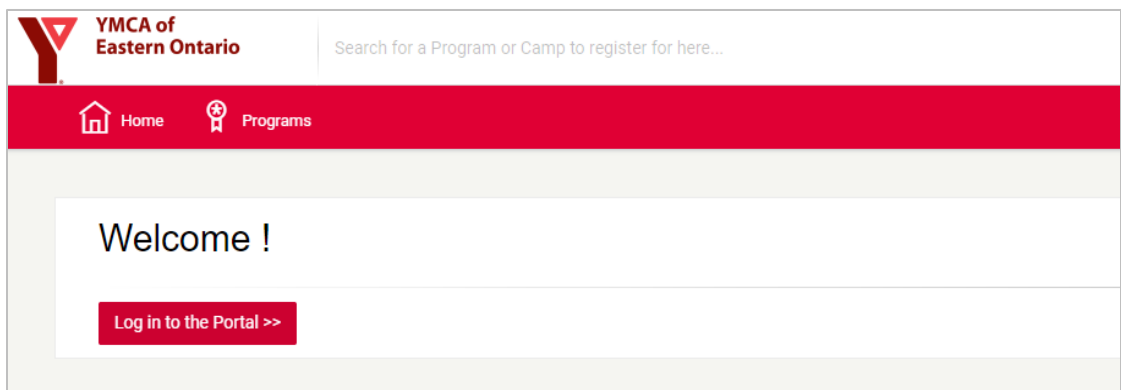 YMCA of
Eastern Ontario
Search for a Program or Camp to register for here...
Home
Programs
Welcome !
Log in to the Portal >>